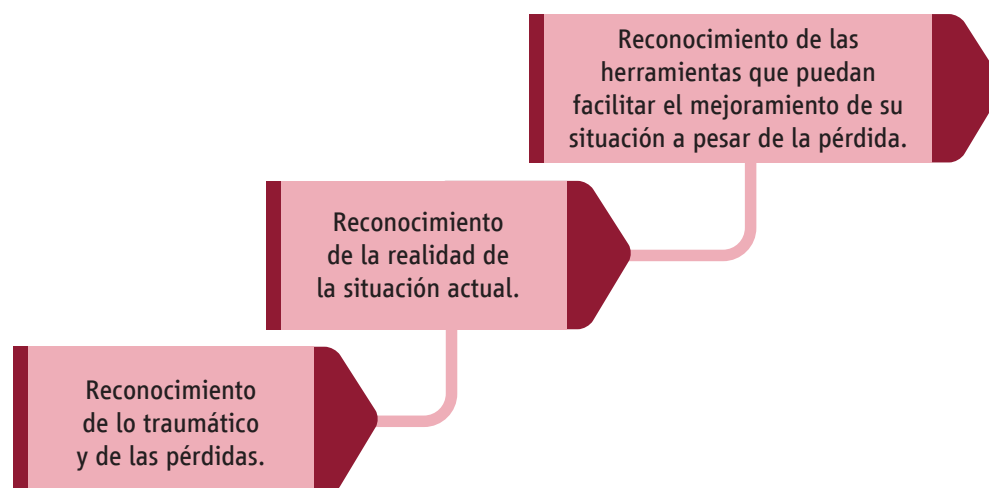 Reconocimiento de las
herramientas que puedan
facilitar el mejoramiento de su
situación a pesar de la pérdida.
Reconocimiento
de la realidad de
la situación actual.
Reconocimiento
de lo traumático
y de las pérdidas.